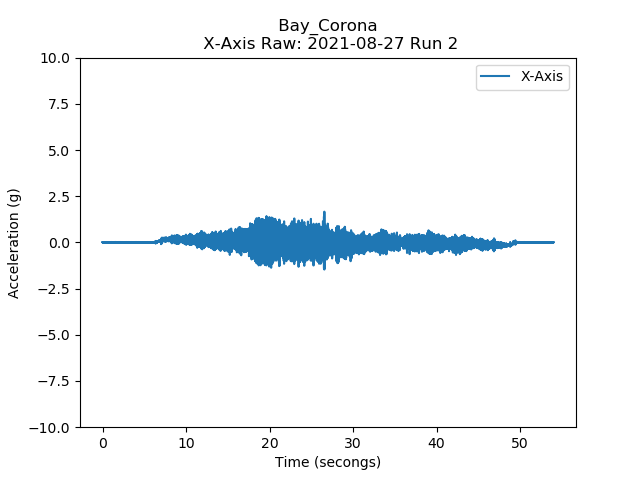 Bay_Corona
X-Axis Raw: 2021-08-27 Run 2
X-Axis
10.0
7.5
5.0
2.5
0.0
−2.5
−5.0
−7.5
−10.0
Acceleration (g)
0 10 20 30 40 50
Time (secongs)